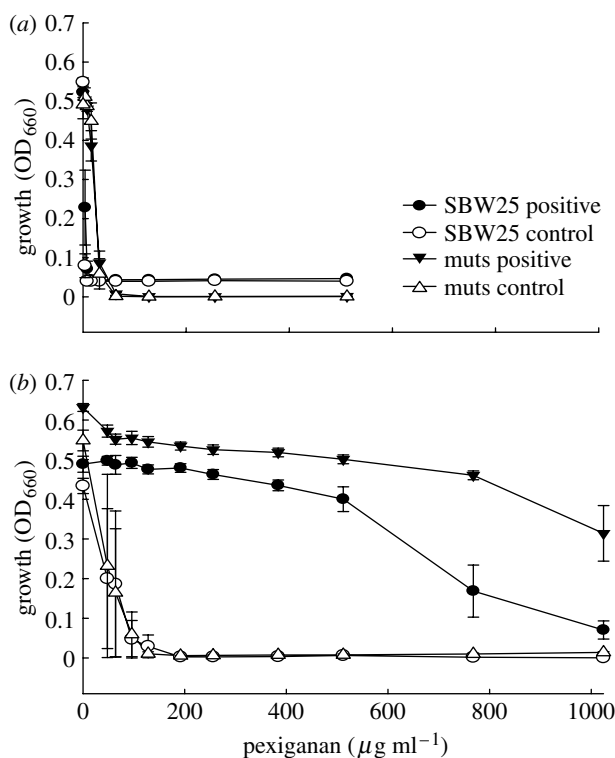 (a)
0.7
0.6
0.5
0.4
0.3
0.2
0.1
0
growth (OD660)
SBW25 positive
SBW25 control
muts positive
muts control
(b)
0.7
0.6
0.5
0.4
0.3
0.2
0.1
0
growth (OD660)
0 200 400 600 800 1000
pexiganan (µg ml−1)